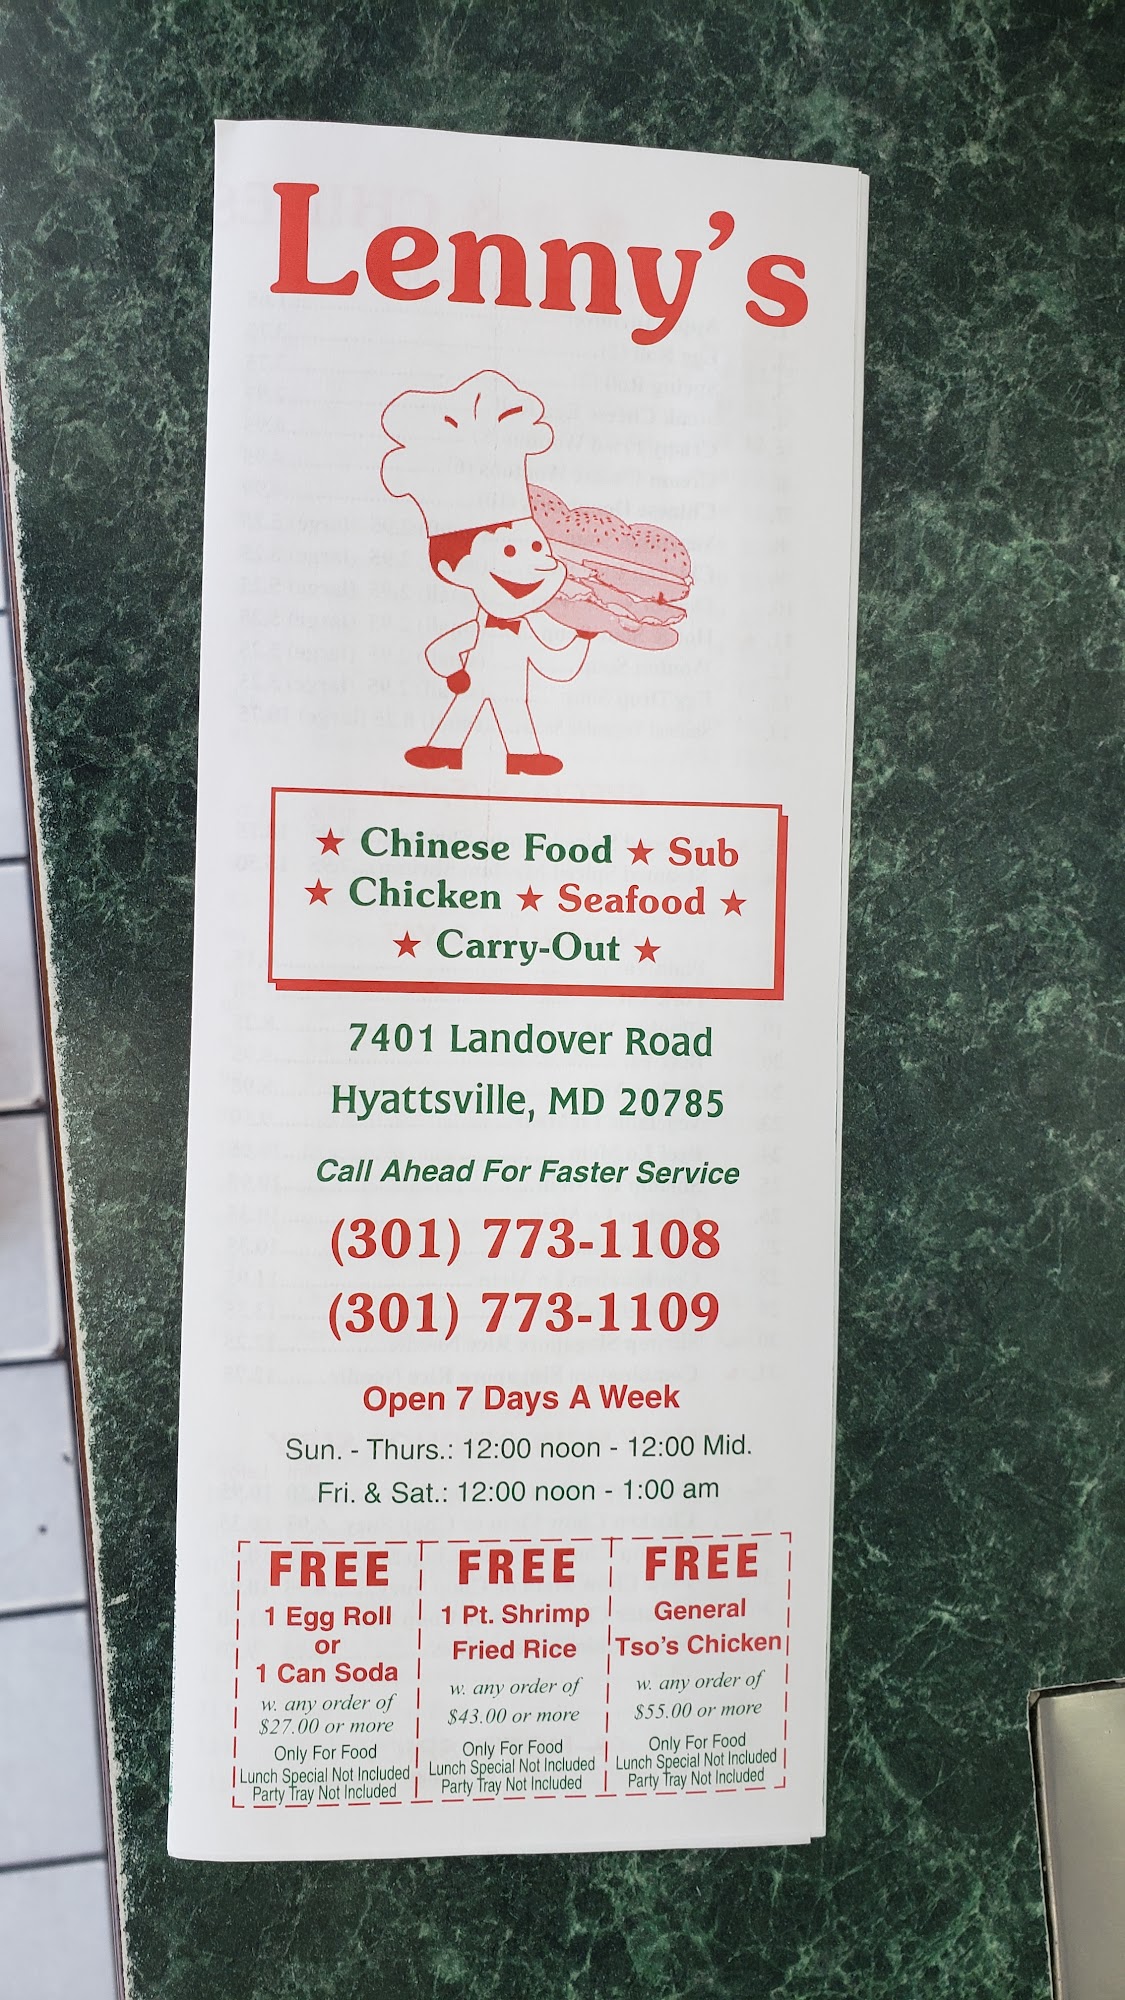 Lenny's
★ Chinese Food ★ Sub
★ Chicken ★ Seafood ★
★ Carry-Out ★
7401 Landover Road
Hyattsville, MD 20785
Call Ahead For Faster Service
(301) 773-1108
(301) 773-1109
Open 7 Days A Week
Sun. - Thurs.: 12:00 noon - 12:00 Mid.
Fri. & Sat.: 12:00 noon - 1:00 am
FREE
1 Egg Roll
or
1 Can Soda
w. any order of
$27.00 or more
Only For Food
Lunch Special Not Included
Party Tray Not Included
FREE
1 Pt. Shrimp
Fried Rice
w. any order of
$43.00 or more
Only For Food
Lunch Special Not Included
Party Tray Not Included
FREE
General
Tso's Chicken
w. any order of
$55.00 or more
Only For Food
Lunch Special Not Included
Party Tray Not Included